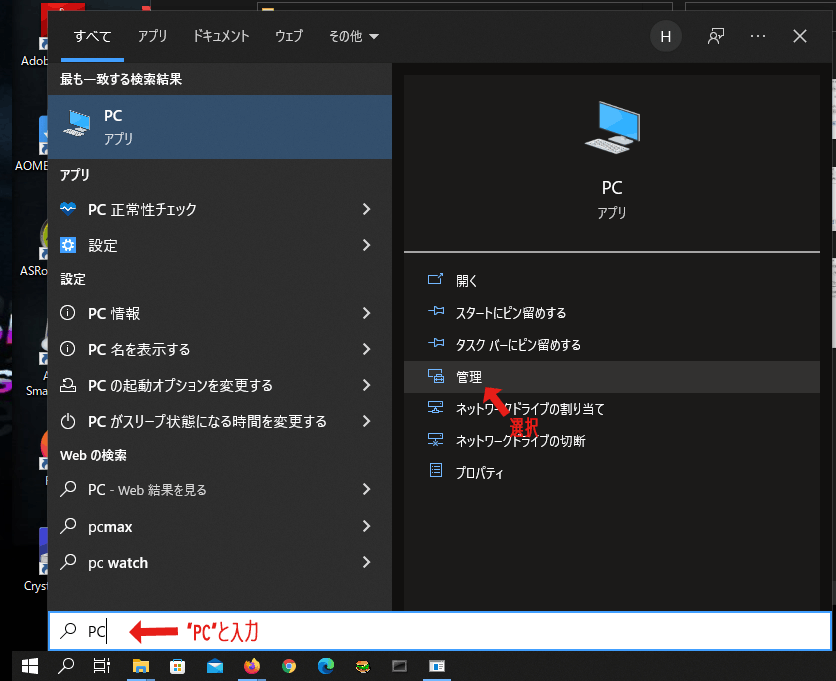 すべて アプリ ドキュメント ウェブ その他 H
最も一致する検索結果
PC
アプリ
アプリ
PC 正常性チェック
設定
設定
PC 情報
PC 名を表示する
PC の起動オプションを変更する
PC がスリープ状態になる時間を変更する
Web の検索
PC - Web 結果を見る
pcmax
pc watch
PC
アプリ
開く
スタートにピン留めする
タスク バーにピン留めする
管理
ネットワークドライブの割り当て
選択
ネットワークドライブの切断
プロパティ
PC
"PC"と入力
Adob
AOME
ASRo
Sma
Cryst